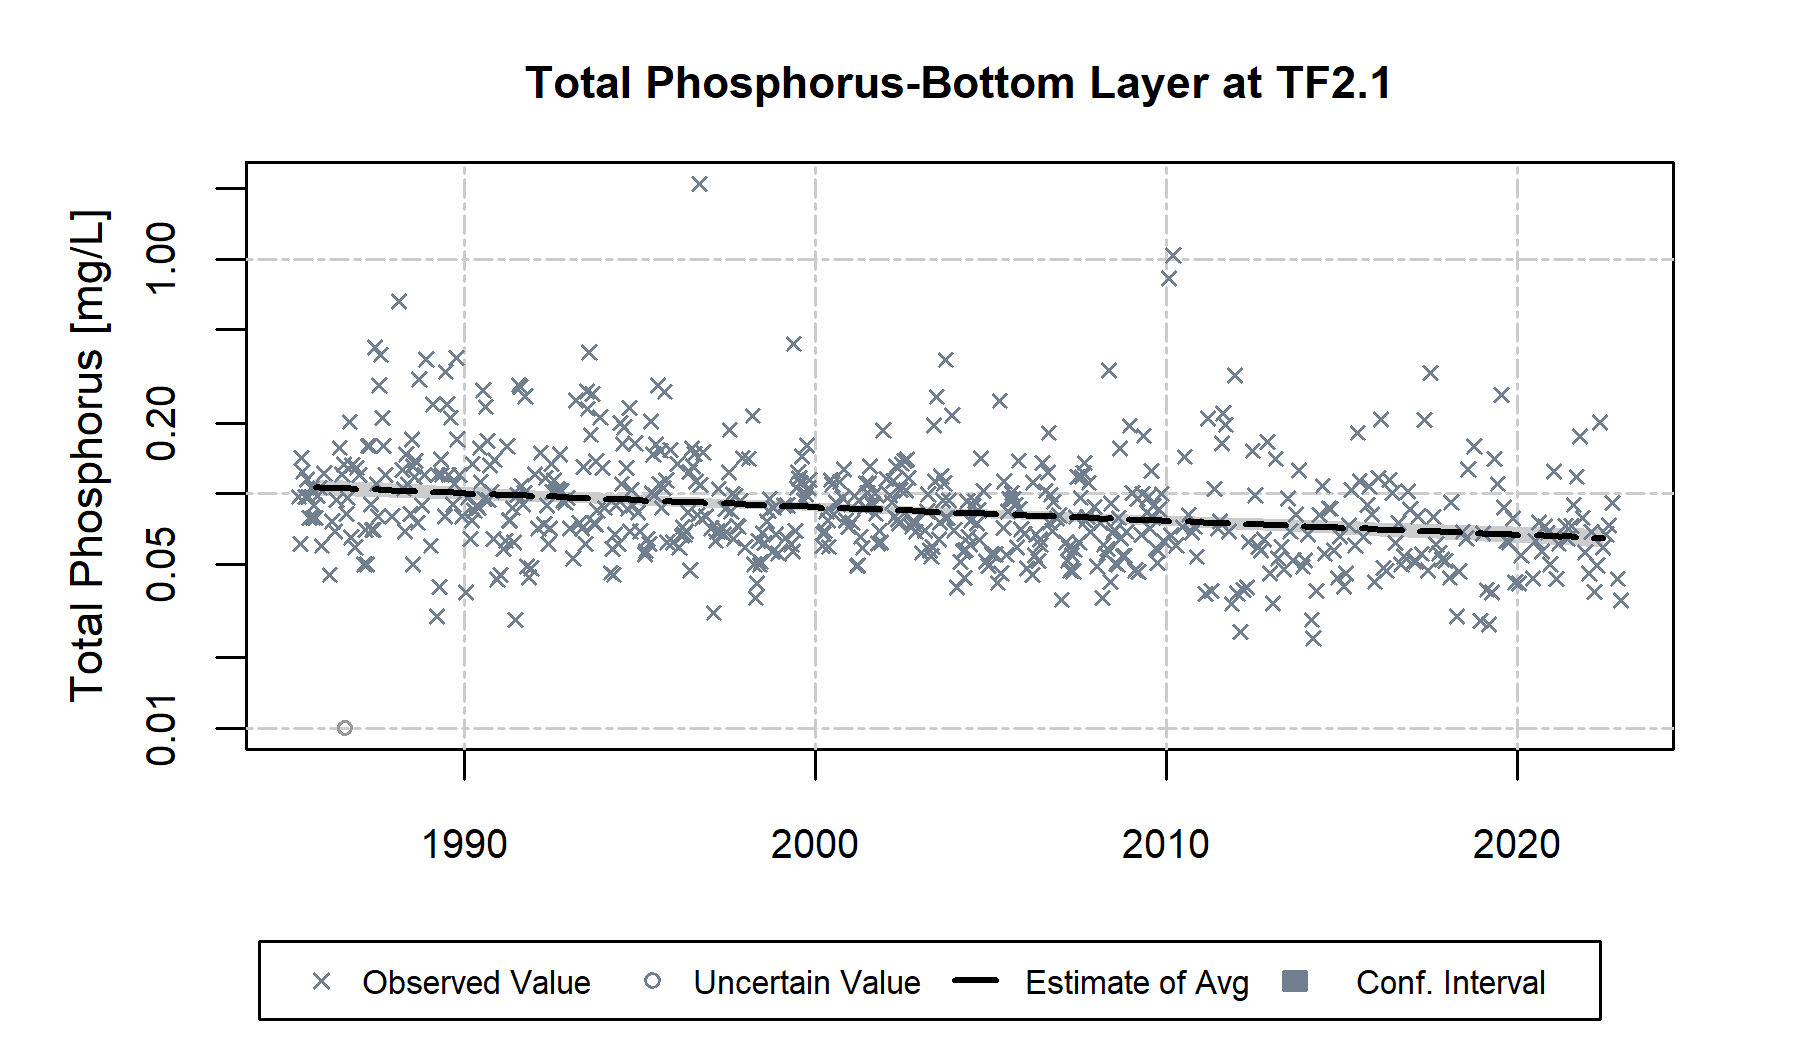 Total Phosphorus-Bottom Layer at TF2.1
Total Phosphorus [mg/L]
1.00
0.20
0.05
0.01
1990 2000 2010 2020
Observed Value Uncertain Value Estimate of Avg Conf. Interval